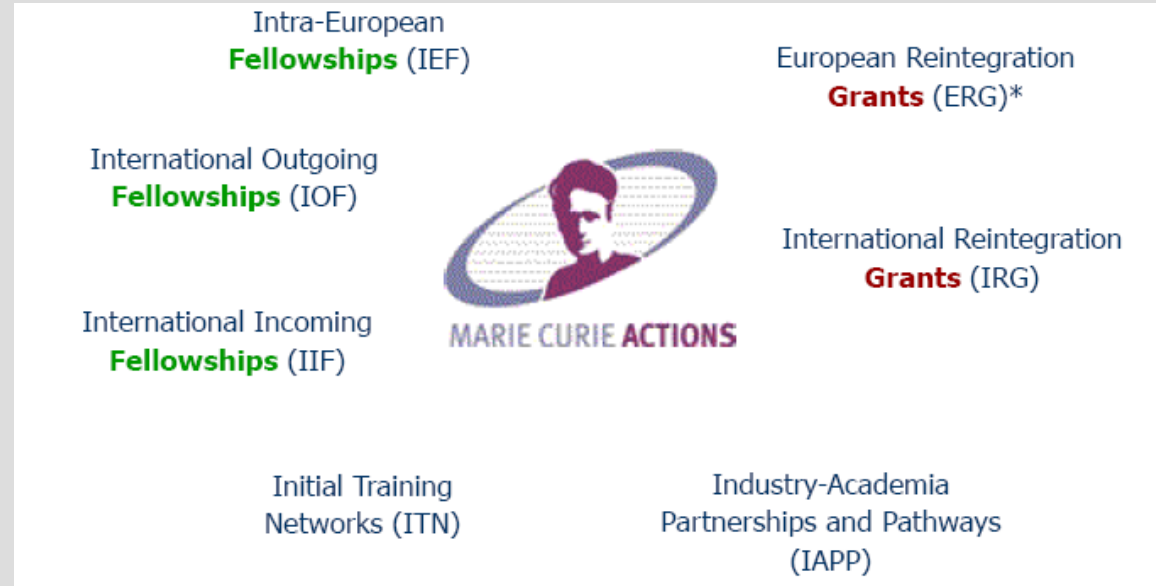 Intra-European
Fellowships (IEF)
European Reintegration
Grants (ERG)*
International Outgoing
Fellowships (IOF)
International Reintegration
Grants (IRG)
International Incoming
Fellowships (IIF)
MARIE CURIE ACTIONS
Initial Training
Networks (ITN)
Industry-Academia
Partnerships and Pathways
(IAPP)